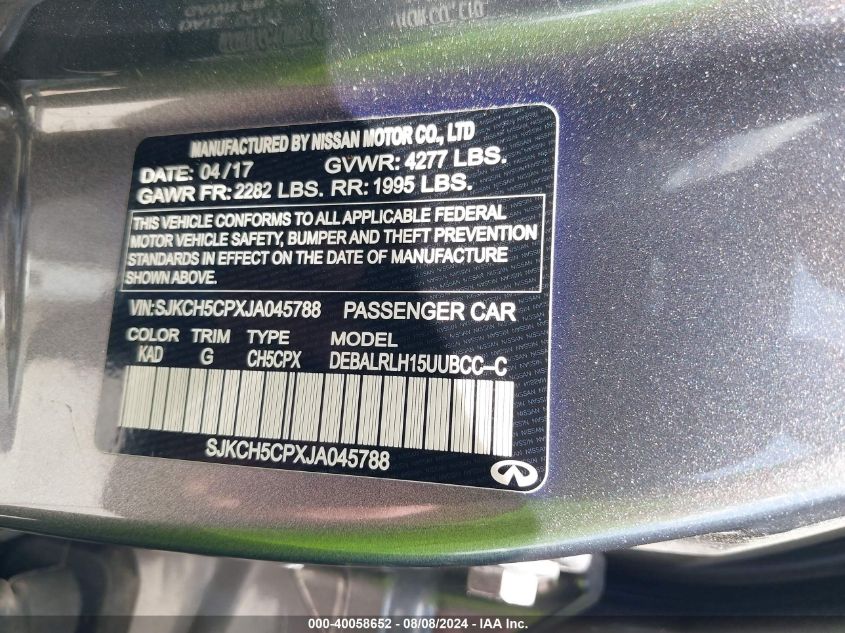 MANUFACTURED BY NISSAN MOTOR CO., LTD
DATE: 04/17 GVWR: 4277 LBS.
GAWR FR: 2282 LBS. RR: 1995 LBS.
THIS VEHICLE CONFORMS TO ALL APPLICABLE FEDERAL
MOTOR VEHICLE SAFETY, BUMPER AND THEFT PREVENTION
STANDARDS IN EFFECT ON THE DATE OF MANUFACTURE
SHOWN ABOVE.
VIN:SJKCH5CPXJA045788 PASSENGER CAR
COLOR TRIM TYPE MODEL
KAD G CH5CPX DEBALRLH15UUBCC-C
SJKCH5CPXJA045788
000-40058652 - 08/08/2024 - IAA Inc.